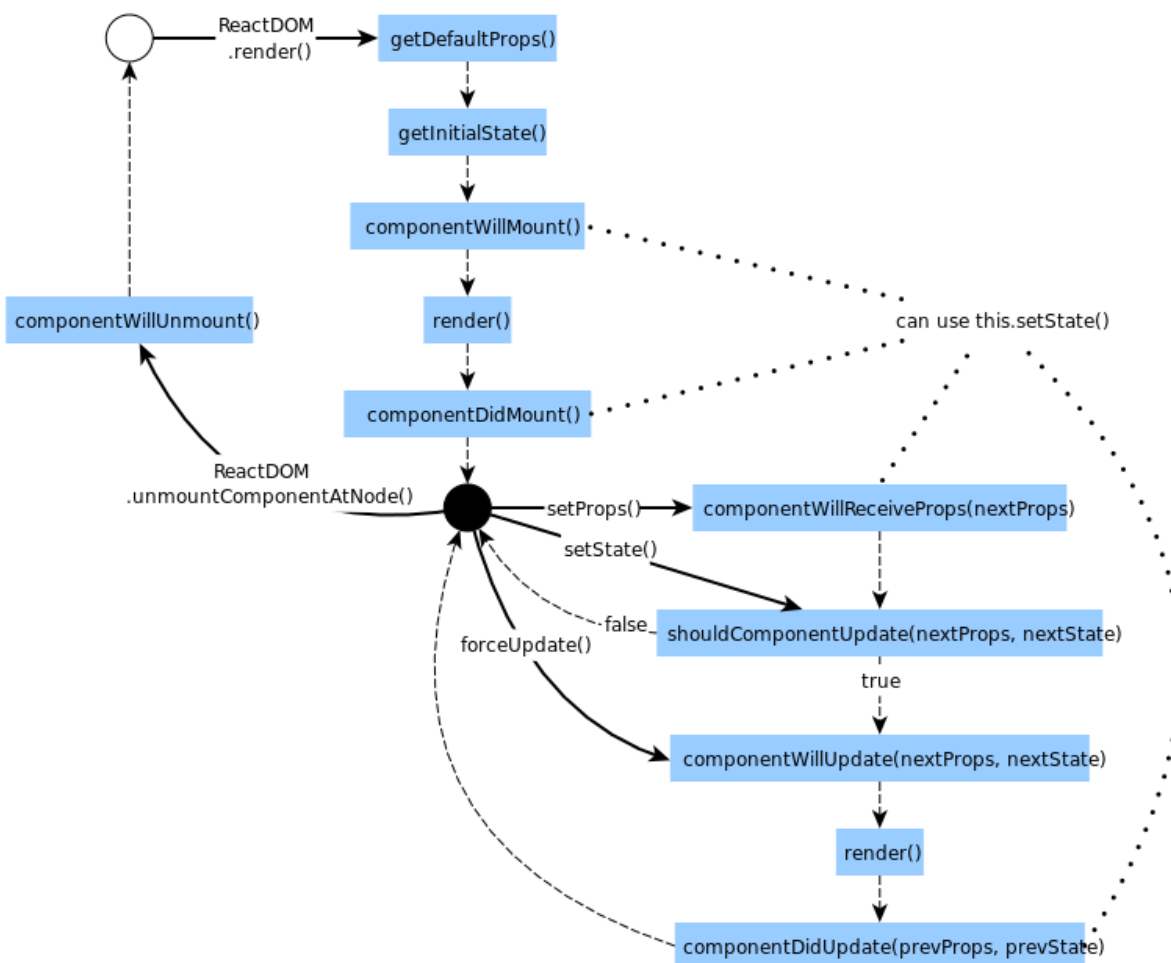 ReactDOM
.render()
getDefaultProps()
getInitialState()
componentWillMount()
componentWillUnmount()
render()
can use this.setState()
componentDidMount()
ReactDOM
.unmountComponentAtNode()
setProps()
componentWillReceiveProps(nextProps)
setState()
false
shouldComponentUpdate(nextProps, nextState)
forceUpdate()
true
componentWillUpdate(nextProps, nextState)
render()
componentDidUpdate(prevProps, prevState)